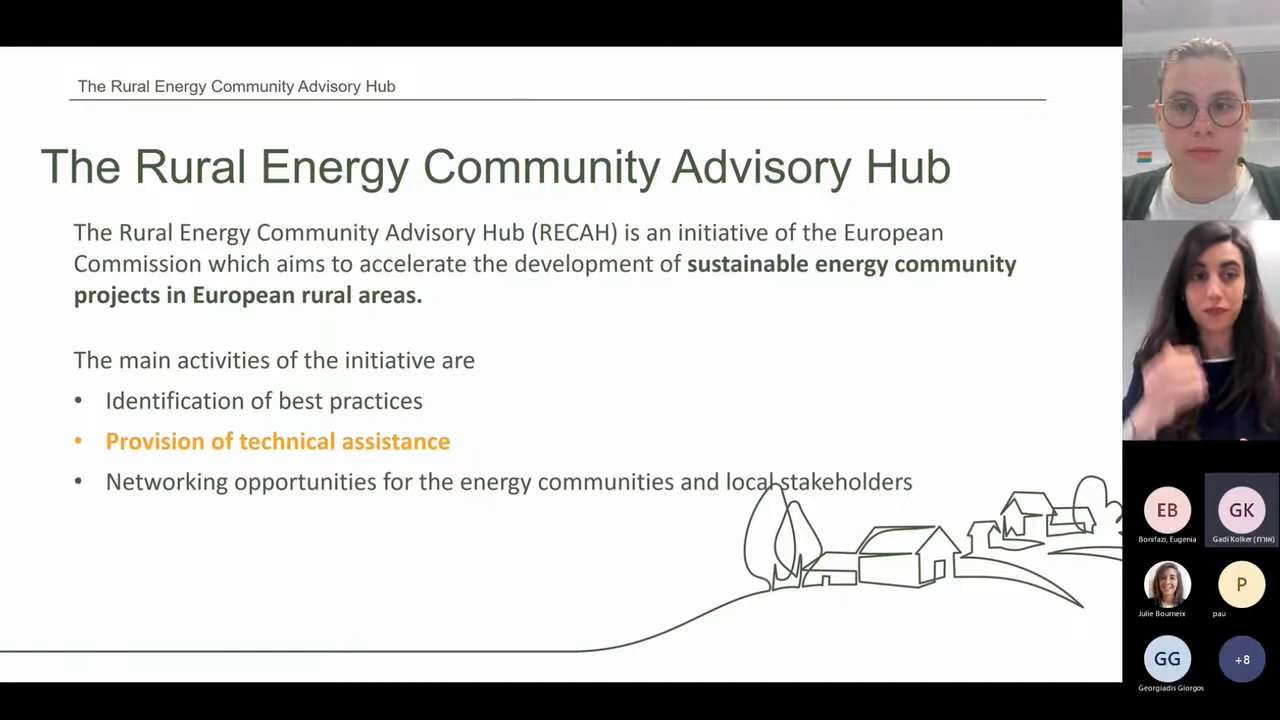 The Rural Energy Community Advisory Hub
The Rural Energy Community Advisory Hub
The Rural Energy Community Advisory Hub (RECAH) is an initiative of the European
Commission which aims to accelerate the development of sustainable energy community
projects in European rural areas.
The main activities of the initiative are
• Identification of best practices
• Provision of technical assistance
• Networking opportunities for the energy communities and local stakeholders
EB
Bonifazi, Eugenia
GK
Gadi Kolker (אורח)
Julie Bourneix
P
pau
GG
Georgiadis Giorgos
+8